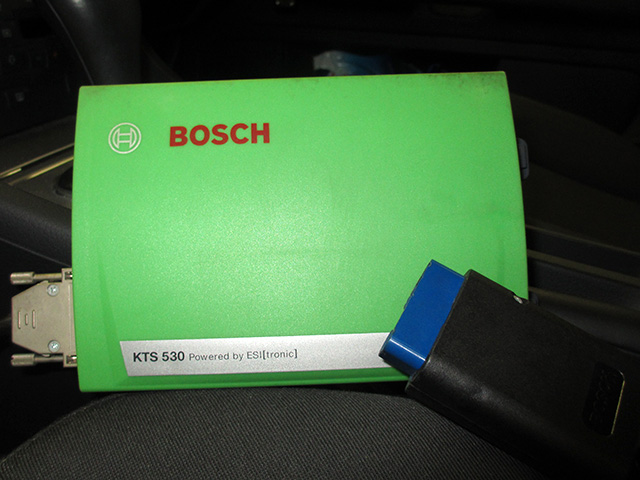 BOSCH
KTS 530 Powered by ESI[tronic]